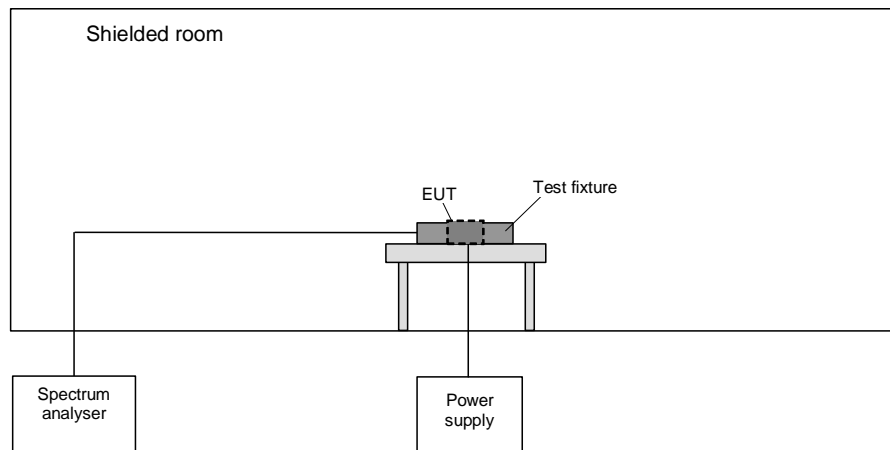 Shielded room
EUT
Test fixture
Spectrum
analyser
Power
supply